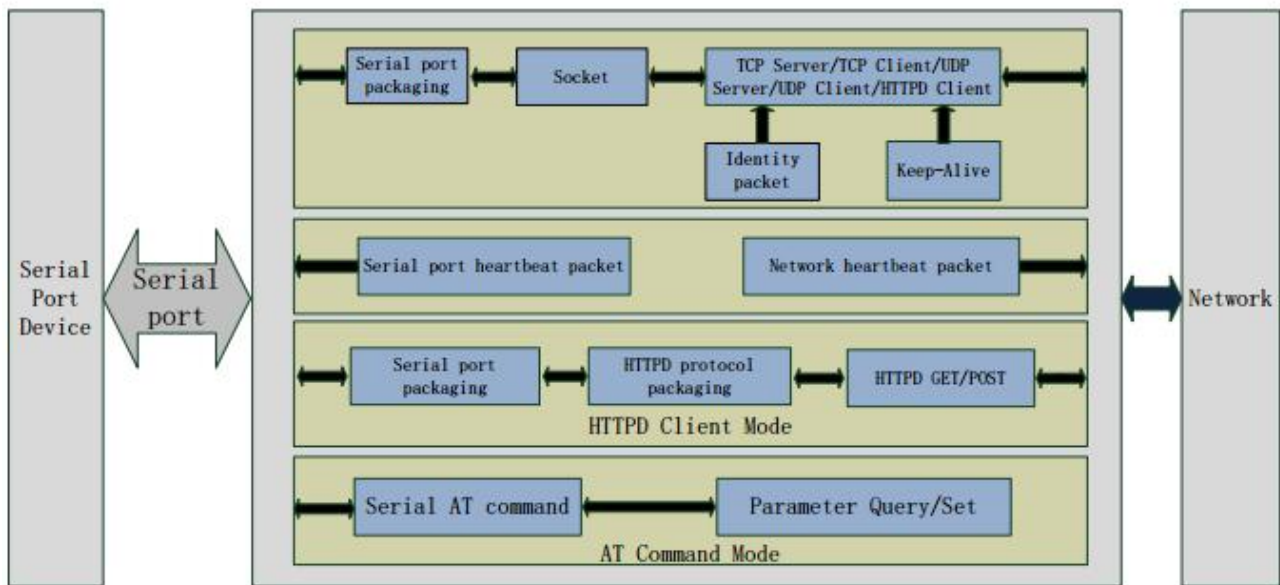 Serial
Port
Device
Serial
port
Serial port
packaging
Socket
TCP Server/TCP Client/UDP
Server/UDP Client/HTTPD Client
Identity
packet
Keep-Alive
Serial port heartbeat packet
Network heartbeat packet
Serial port
packaging
HTTPD protocol
packaging
HTTPD GET/POST
HTTPD Client Mode
Serial AT command
Parameter Query/Set
AT Command Mode
Network